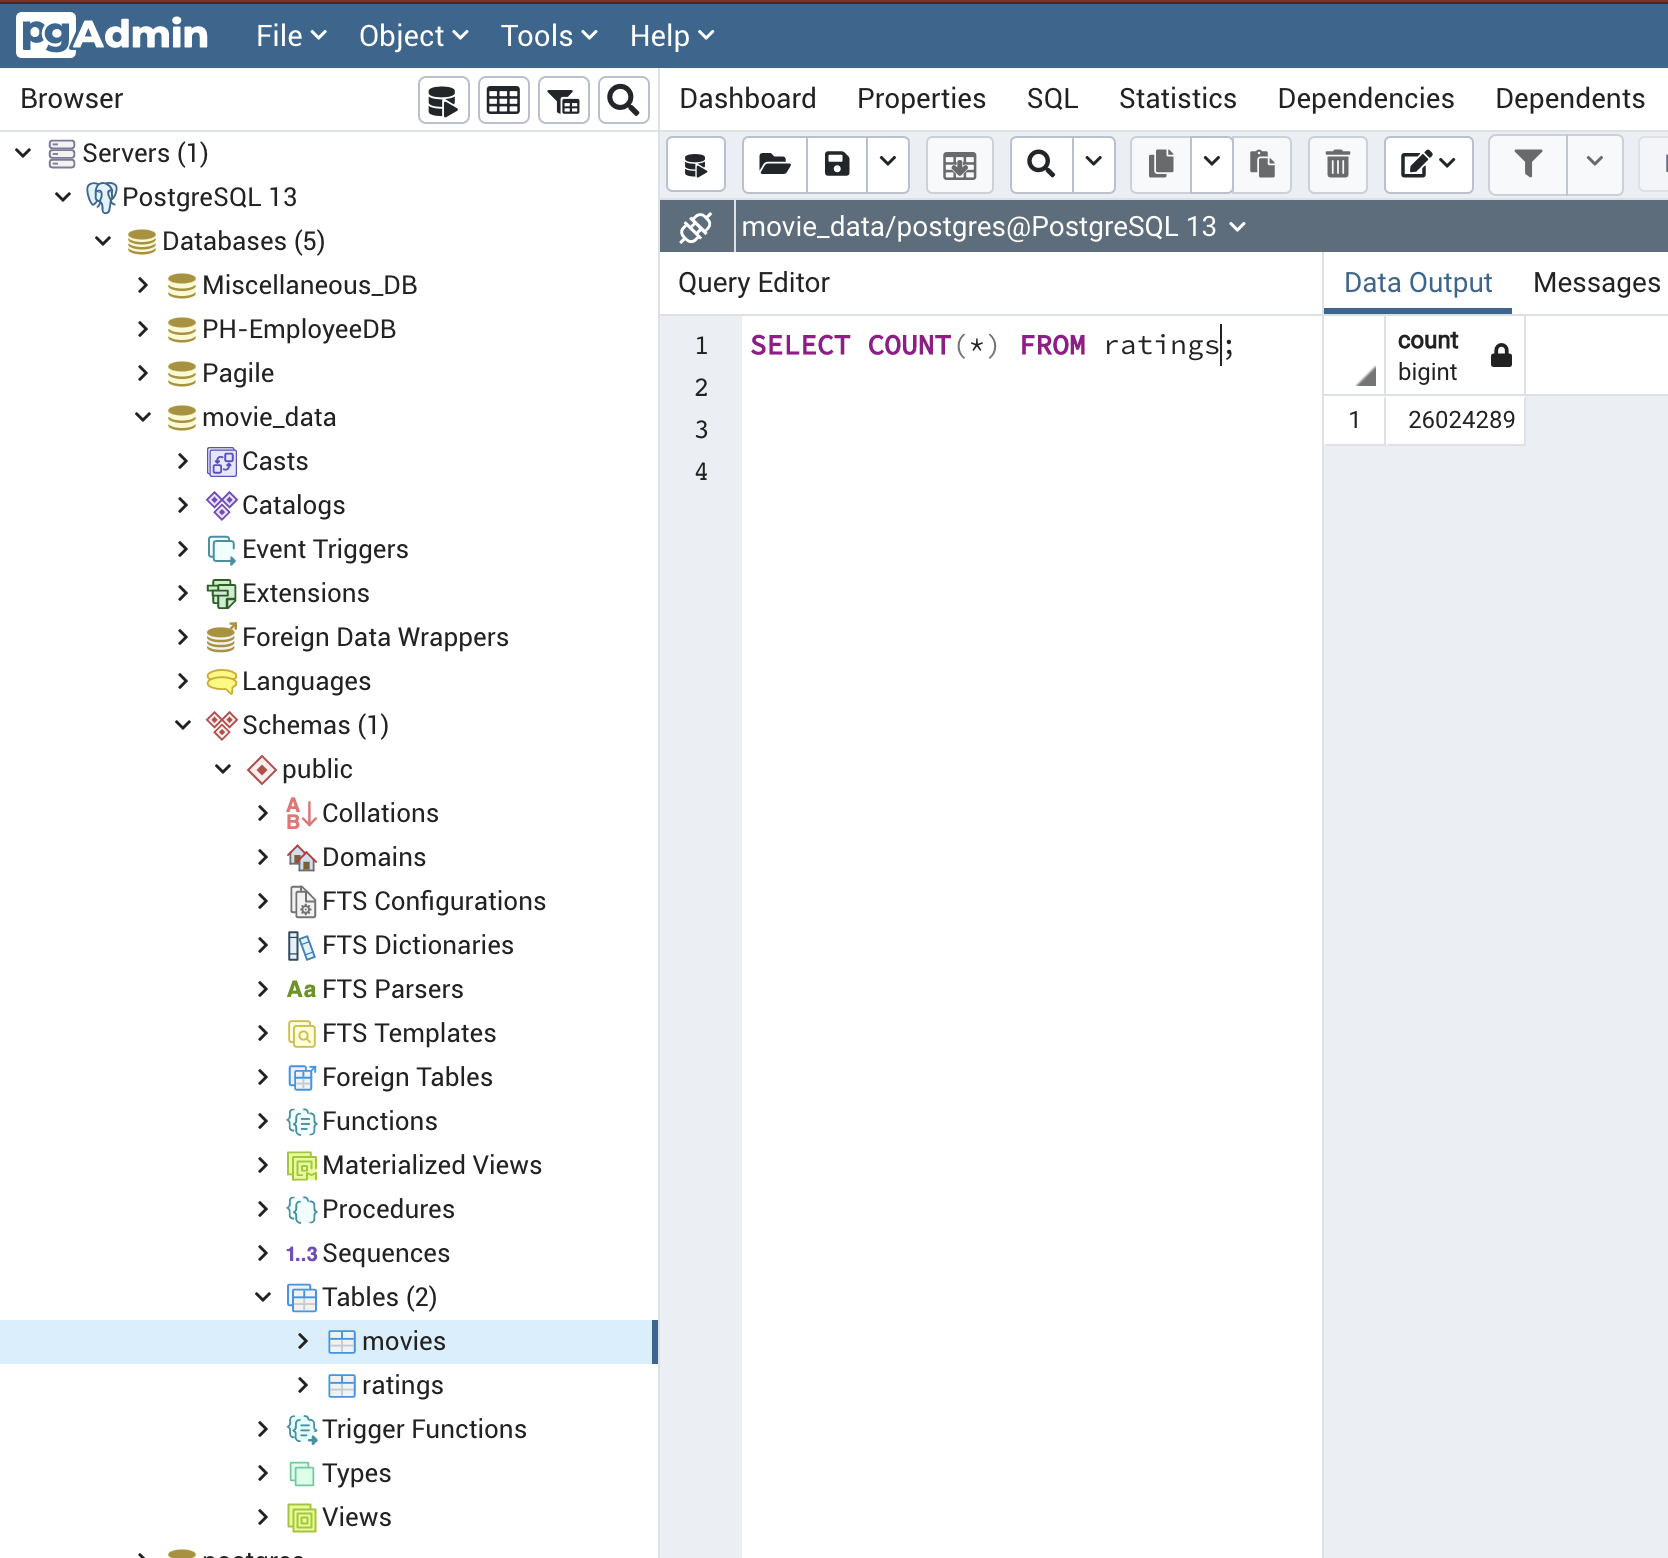 pgAdmin File Object Tools Help
Browser
Dashboard Properties SQL Statistics Dependencies Dependents
Servers (1)
PostgreSQL 13
Databases (5)
Miscellaneous_DB
PH-EmployeeDB
Pagile
movie_data
Casts
Catalogs
Event Triggers
Extensions
Foreign Data Wrappers
Languages
Schemas (1)
public
A B Collations
Domains
FTS Configurations
FTS Dictionaries
Aa FTS Parsers
FTS Templates
Foreign Tables
Functions
Materialized Views
Procedures
1..3 Sequences
Tables (2)
movies
ratings
Trigger Functions
Types
Views
postgres
movie_data/postgres@PostgreSQL 13
Query Editor
1 SELECT COUNT(*) FROM ratings;
2
3
4
Data Output Messages
count
bigint
1 26024289